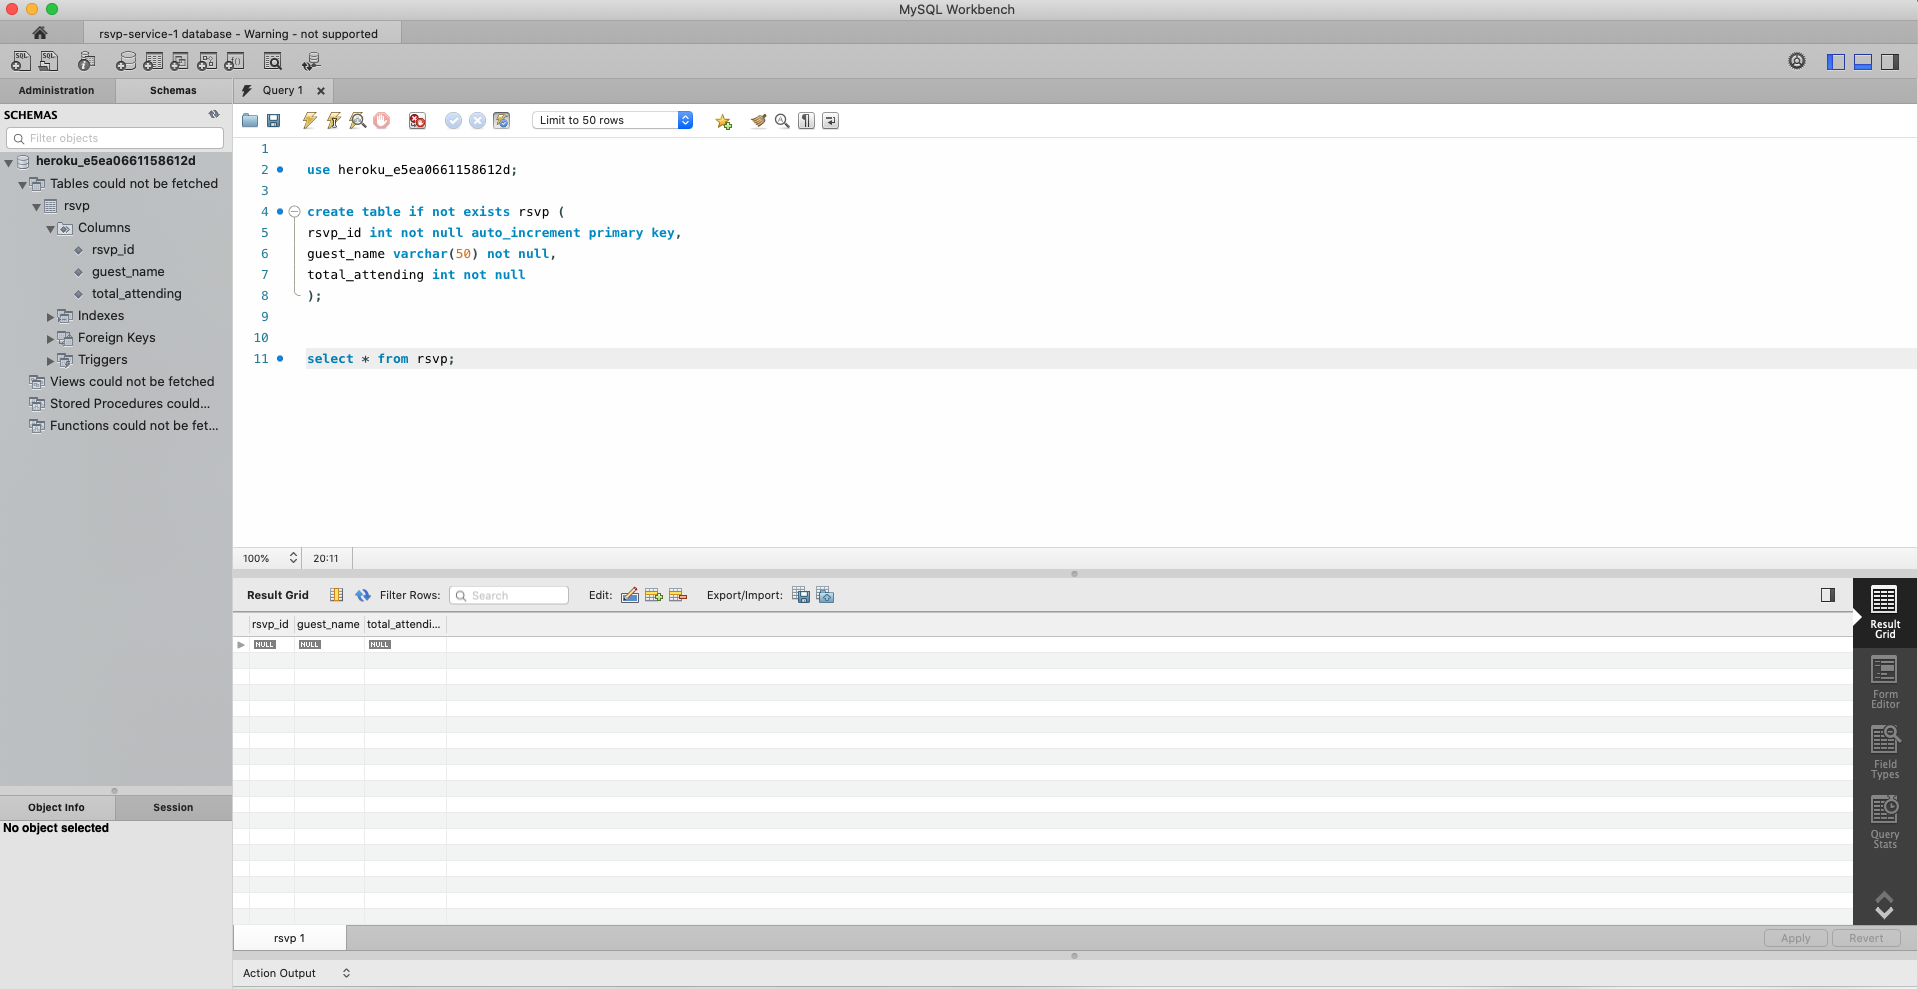 MySQL Workbench
rsvp-service-1 database - Warning - not supported
Administration
Schemas
Query 1
SCHEMAS
Filter objects
heroku_e5ea0661158612d
Tables could not be fetched
rsvp
Columns
rsvp_id
guest_name
total_attending
Indexes
Foreign Keys
Triggers
Views could not be fetched
Stored Procedures could...
Functions could not be fet...
Object Info
Session
No object selected
Limit to 50 rows
1
2 use heroku_e5ea0661158612d;
3
4 create table if not exists rsvp (
5 rsvp_id int not null auto_increment primary key,
6 guest_name varchar(50) not null,
7 total_attending int not null
8 );
9
10
11 select * from rsvp;
100%
20:11
Result Grid
Filter Rows:
Search
Edit:
Export/Import:
rsvp_id guest_name total_attendi...
NULL NULL NULL
Result
Grid
Form
Editor
Field
Types
Query
Stats
rsvp 1
Apply
Revert
Action Output